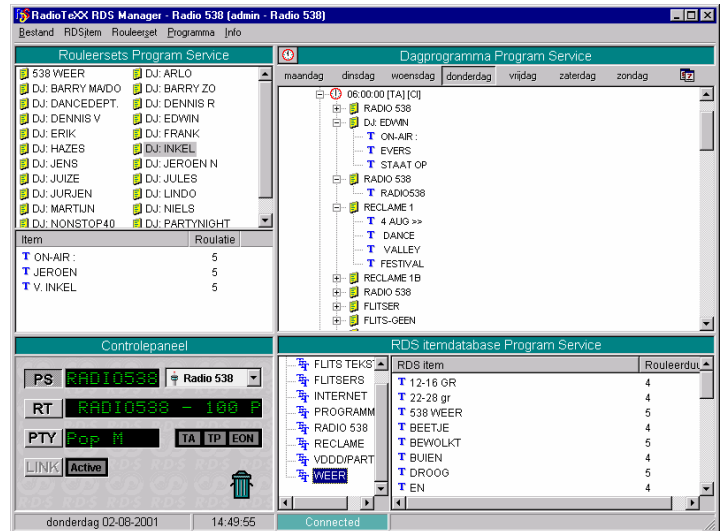 RadioTeXX RDS Manager - Radio 538 (admin - Radio 538)
Bestand RDSitem Rouleerset Programma Info
Rouleersets Program Service
538 WEER DJ: ARLO
DJ: BARRY MA/DO DJ: BARRY ZO
DJ: DANCEDEPT. DJ: DENNIS R
DJ: DENNIS V DJ: EDWIN
DJ: ERIK DJ: FRANK
DJ: HAZES DJ: INKEL
DJ: JENS DJ: JEROEN N
DJ: JUIZE DJ: JULES
DJ: JURJEN DJ: LINDO
DJ: MARTIJN DJ: NIELS
DJ: NONSTOP40 DJ: PARTYNIGHT
Item Roulatie
T ON-AIR : 5
T JEROEN 5
T V. INKEL 5
Dagprogramma Program Service
maandag dinsdag woensdag donderdag vrijdag zaterdag zondag
06:00:00 [TA] [CI]
RADIO 538
DJ: EDWIN
T ON-AIR :
T EVERS
T STAAT OP
RADIO 538
T RADIO538
RECLAME 1
T 4 AUG >>
T DANCE
T VALLEY
T FESTIVAL
RECLAME 1B
RADIO 538
FLITSER
FLITS-GEEN
Controlepaneel
PS RADIO538 Radio 538
RT RADIO538 - 100 P
PTY Pop M TA TP EON
LINK Active
RDS itemdatabase Program Service
FLITS TEKS
FLITSERS
INTERNET
PROGRAMM
RADIO 538
RECLAME
VDDD/PART
WEER
RDS item Rouleerduu
T 12-16 GR 4
T 22-28 gr 4
T 538 WEER 5
T BEETJE 4
T BEWOLKT 5
T BUIEN 4
T DROOG 5
T EN 4
donderdag 02-08-2001 14:49:55 Connected